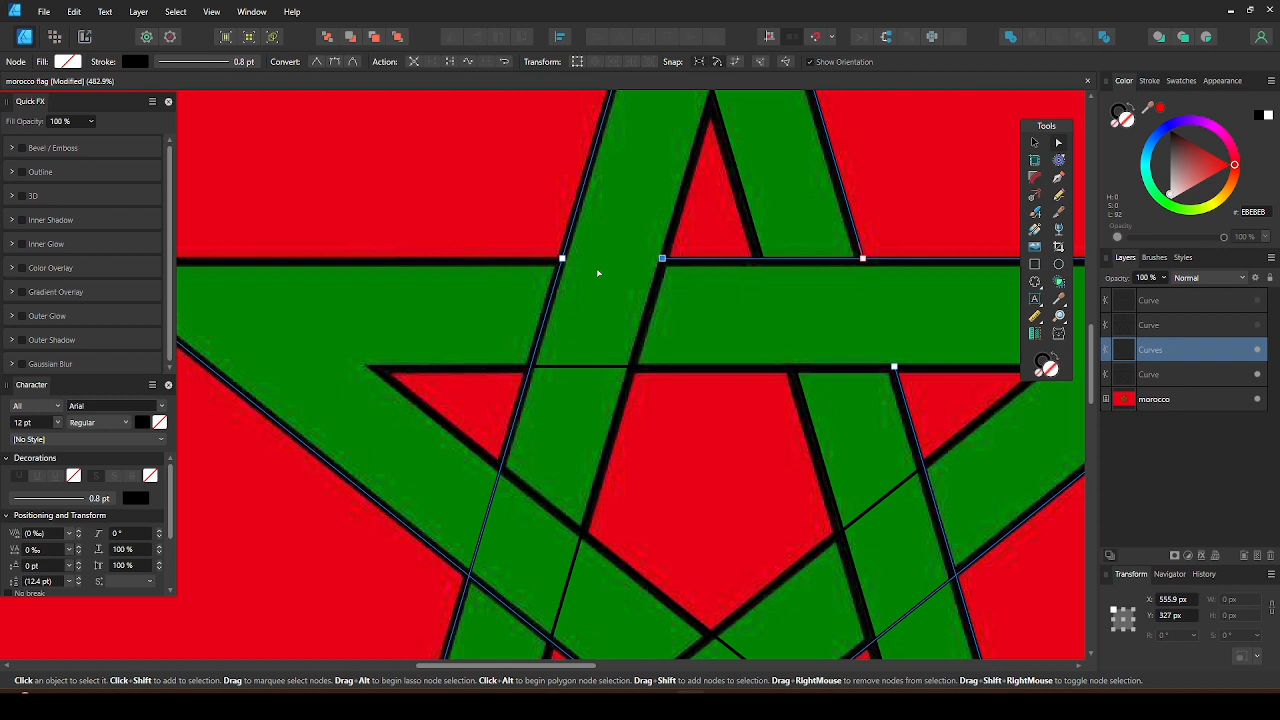 File Edit Text Layer Select View Window Help
Node Fill: Stroke: 0.8 pt Convert: Action: Transform: Snap: Show Orientation
morocco flag [Modified] (482.9%)
Quick FX
Fill Opacity: 100 %
Bevel / Emboss
Outline
3D
Inner Shadow
Inner Glow
Color Overlay
Gradient Overlay
Outer Glow
Outer Shadow
Gaussian Blur
Character
All Arial
12 pt Regular
[No Style]
Decorations
0.8 pt
Positioning and Transform
(0 ‰) 0 °
0 ‰ 100 %
0 pt 100 %
(12.4 pt)
No break
Tools
Color Stroke Swatches Appearance
H: 0
S: 0
L: 92
#: EBEBEB
Opacity
100 %
Layers Brushes Styles
Opacity: 100 % Normal
Curve
Curve
Curves
Curve
morocco
Transform Navigator History
X: 555.9 px W: 0 px
Y: 327 px H: 0 px
R: 0 ° S: 0 °
Click an object to select it. Click+Shift to add to selection. Drag to marquee select nodes. Drag+Alt to begin lasso node selection. Click+Alt to begin polygon node selection. Drag+Shift to add nodes to selection. Drag+RightMouse to remove nodes from selection. Drag+Shift+RightMouse to toggle node selection.